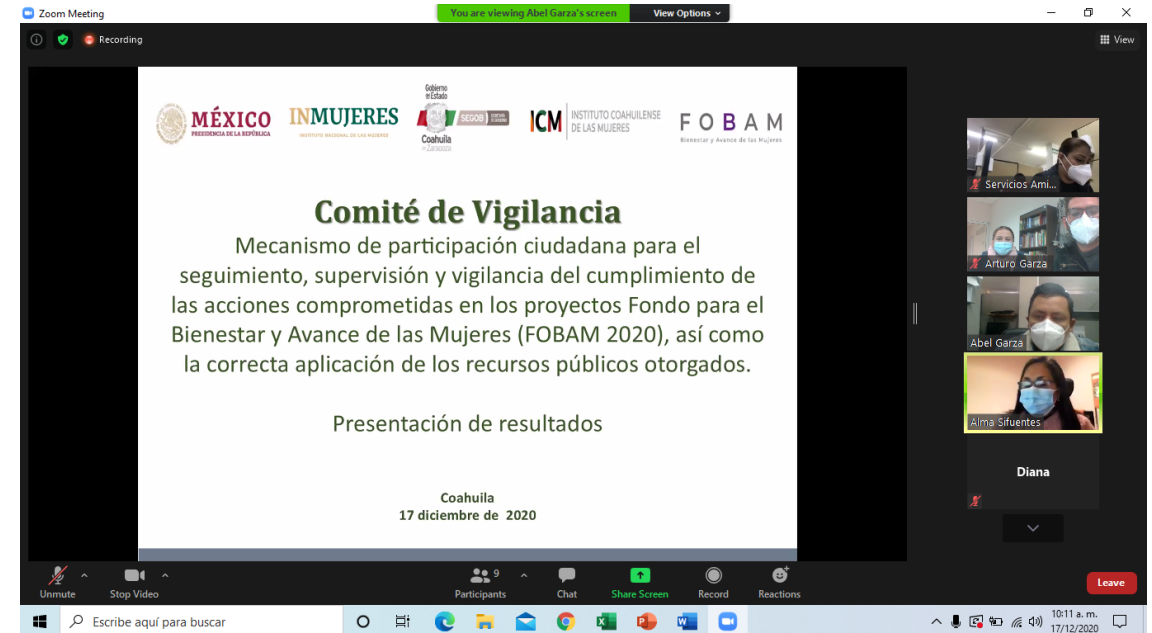 Zoom Meeting
You are viewing Abel Garza's screen
View Options
Recording
View
MÉXICO
PRESIDENCIA DE LA REPÚBLICA
INMUJERES
INSTITUTO NACIONAL DE LAS MUJERES
Gobierno
de Estado
Coahuila
de Zaragoza
SEGOB
ICM
INSTITUTO COAHUILENSE
DE LAS MUJERES
FOBAM
Bienestar y Avance de las Mujeres
Comité de Vigilancia
Mecanismo de participación ciudadana para el
seguimiento, supervisión y vigilancia del cumplimiento de
las acciones comprometidas en los proyectos Fondo para el
Bienestar y Avance de las Mujeres (FOBAM 2020), así como
la correcta aplicación de los recursos públicos otorgados.
Presentación de resultados
Coahuila
17 diciembre de 2020
Servicios Ami...
Arturo Garza
Abel Garza
Alma Sifuentes
Diana
Unmute
Stop Video
9
Participants
Chat
Share Screen
Record
Reactions
Leave
Escribe aquí para buscar
10:11 a. m.
17/12/2020